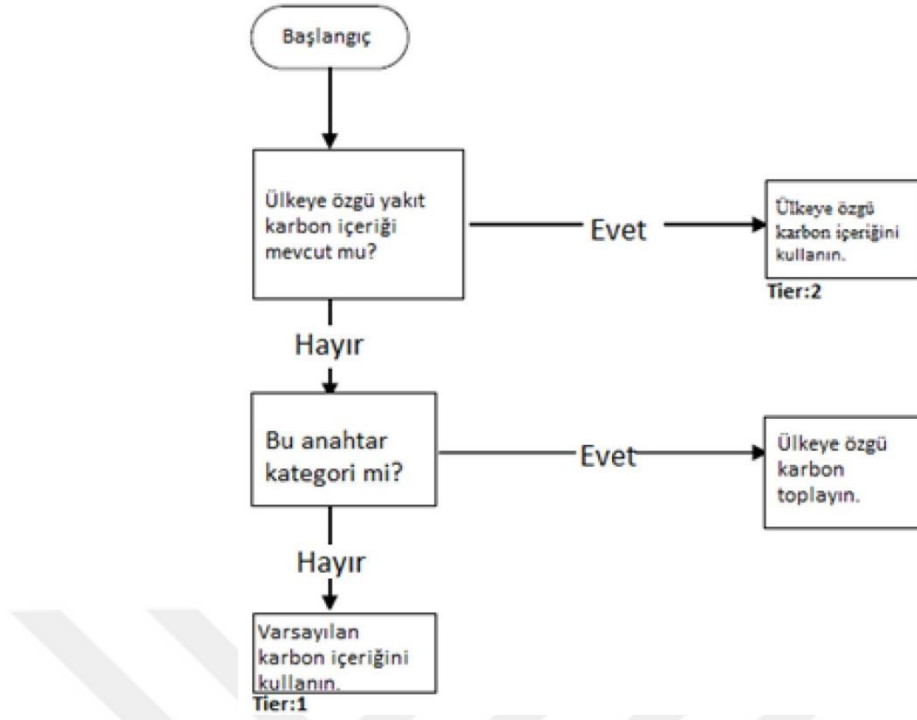 Başlangıç
Ülkeye özgü yakıt
karbon içeriği
mevcut mu?
Evet
Ülkeye özgü
karbon içeriğini
kullanın.
Tier:2
Hayır
Bu anahtar
kategori mi?
Evet
Ülkeye özgü
karbon
toplayın.
Hayır
Varsayılan
karbon içeriğini
kullanın.
Tier:1